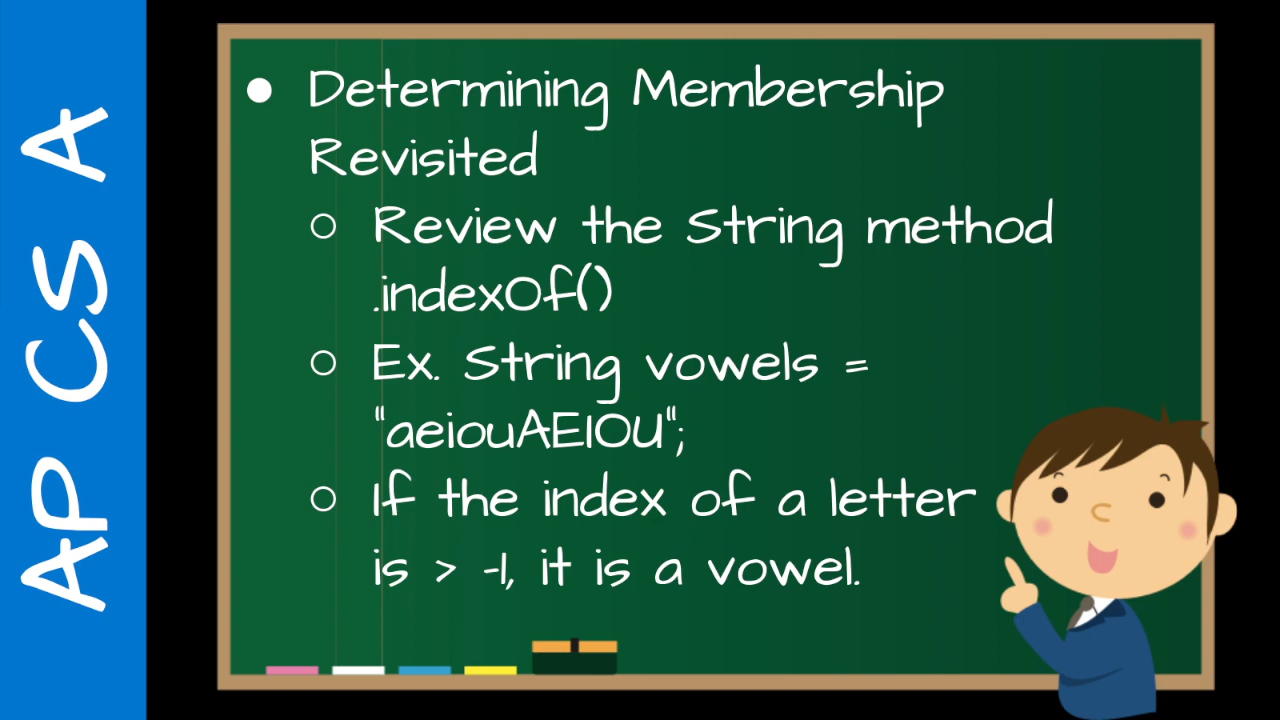 AP CS A
● Determining Membership
Revisited
○ Review the String method
.indexOf()
○ Ex. String vowels =
"aeiouAEIOU";
○ If the index of a letter
is > -1, it is a vowel.